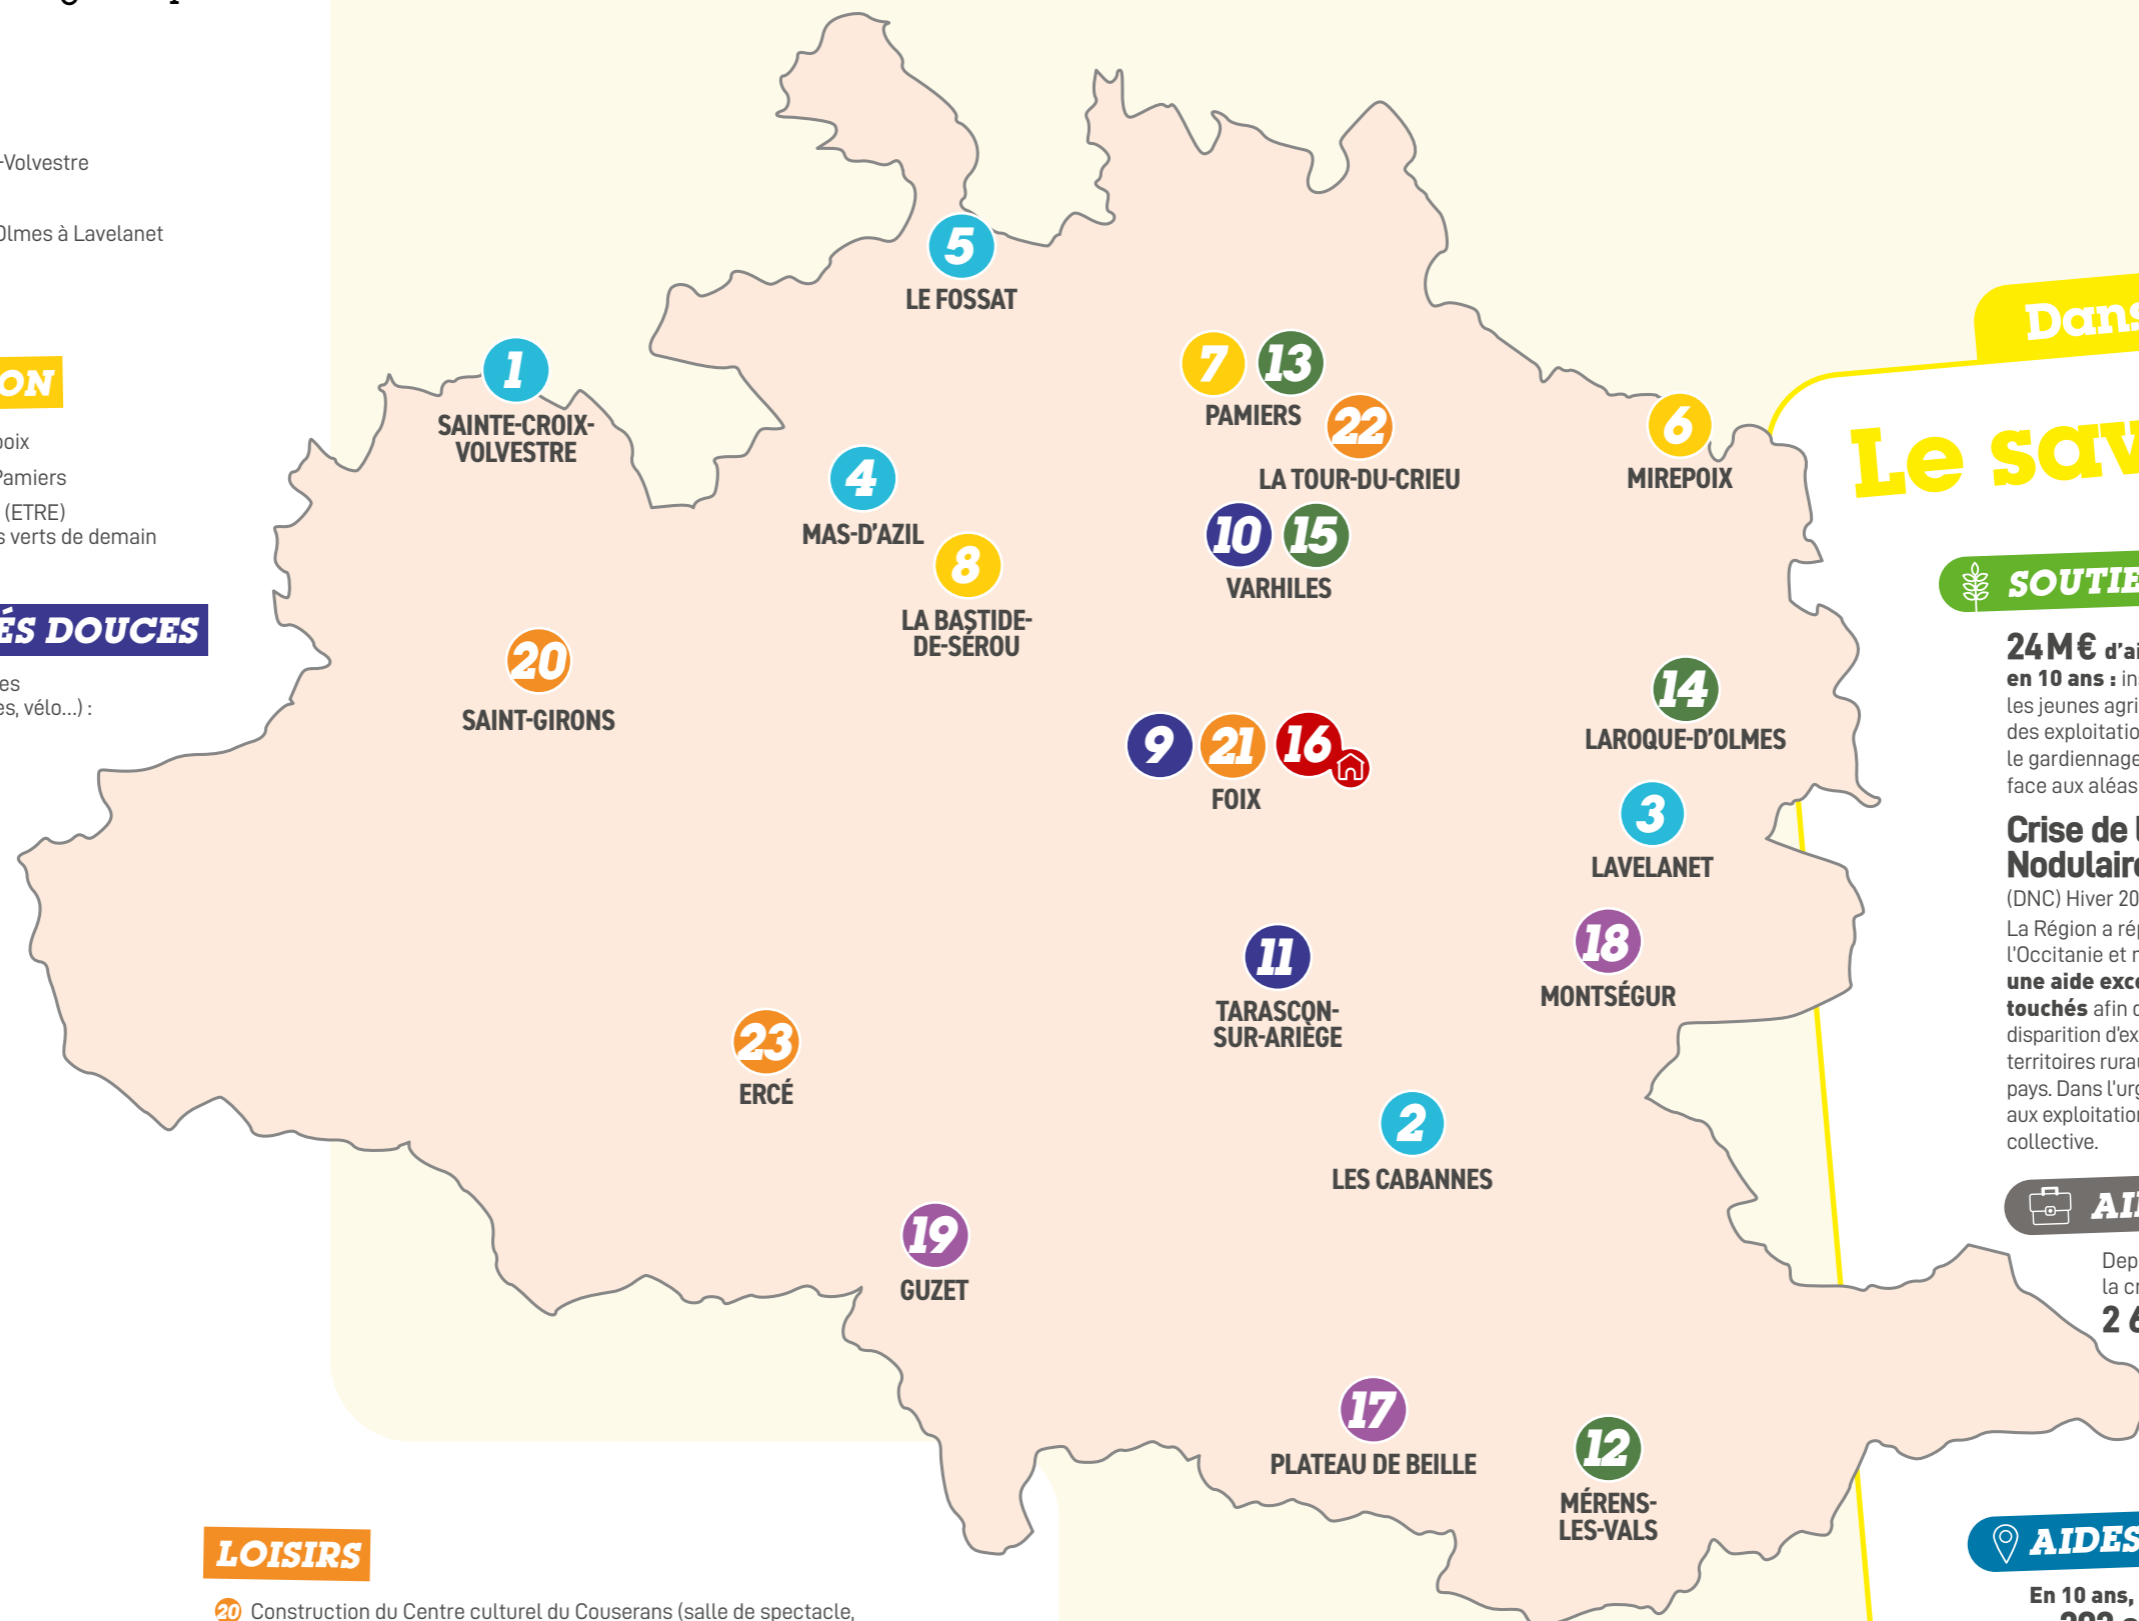 -Volvestre
Olmes à Lavelanet
ON
poix
Pamiers
(ETRE)
s verts de demain
ÉS DOUCES
es
es, vélo...) :
5
LE FOSSAT
1
SAINTE-CROIX-
VOLVESTRE
7 13
PAMIERS
22
LA TOUR-DU-CRIEU
6
MIREPOIX
4
MAS-D'AZIL
8
LA BASTIDE-
DE-SÉROU
10 15
VARHILES
20
SAINT-GIRONS
14
LAROQUE-D'OLMES
9 21 16
FOIX
3
LAVELANET
18
MONTSÉGUR
11
TARASCON-
SUR-ARIÈGE
23
ERCÉ
2
LES CABANNES
19
GUZET
17
PLATEAU DE BEILLE
12
MÉRENS-
LES-VALS
LOISIRS
20 Construction du Centre culturel du Couserans (salle de spectacle,
Dans
Le sav
SOUTIE
24 M€ d'ai
en 10 ans : in
les jeunes agri
des exploitatio
le gardiennage
face aux aléas
Crise de l
Nodulaire
(DNC) Hiver 20
La Région a rép
l'Occitanie et
une aide exce
touchés afin d
disparition d'ex
territoires rura
pays. Dans l'urg
aux exploitation
collective.
AI
Dep
la cr
2 6
AIDES
En 10 ans,